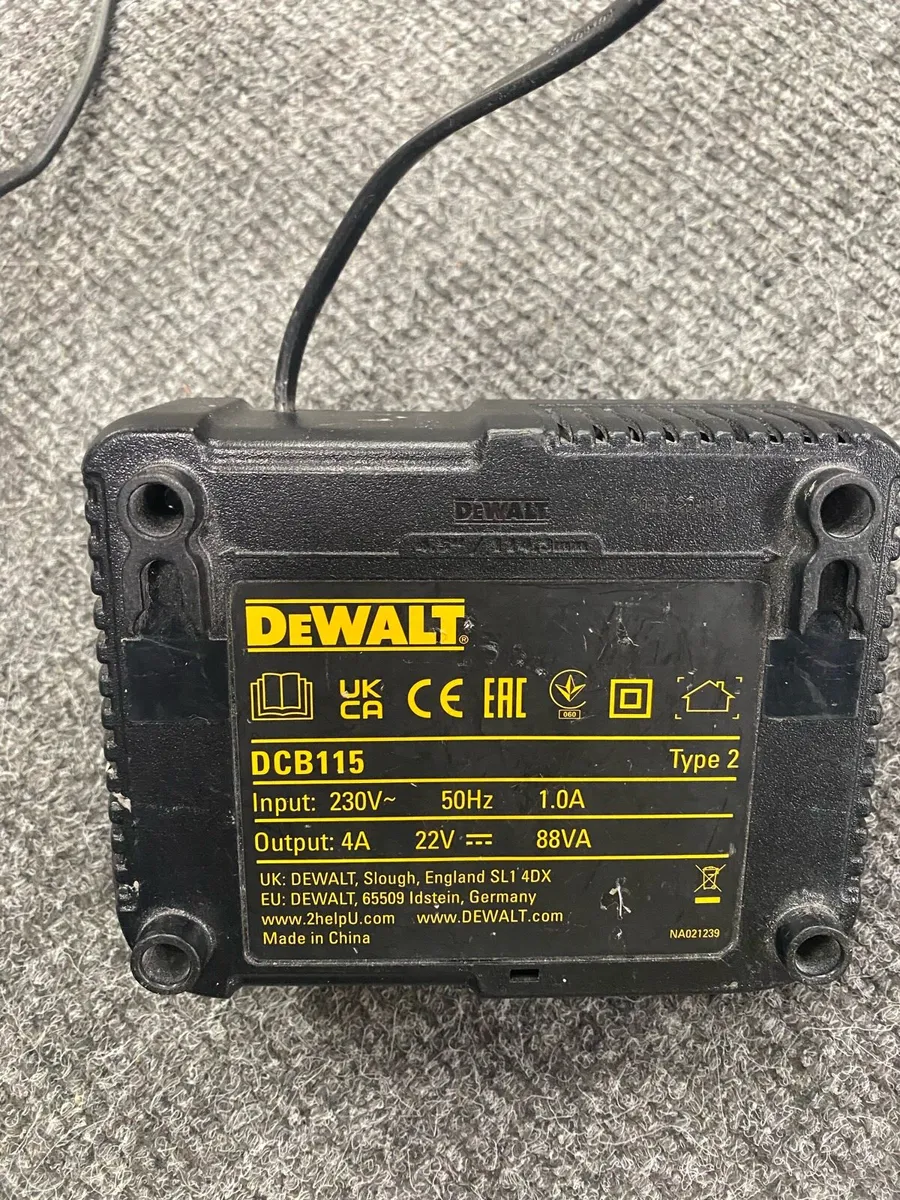 DEWALT
DEWALT®
UK CA CE EAC 060
DCB115 Type 2
Input: 230V~ 50Hz 1.0A
Output: 4A 22V ⎓ 88VA
UK: DEWALT, Slough, England SL1 4DX
EU: DEWALT, 65509 Idstein, Germany
www.2helpU.com www.DEWALT.com
Made in China NA021239